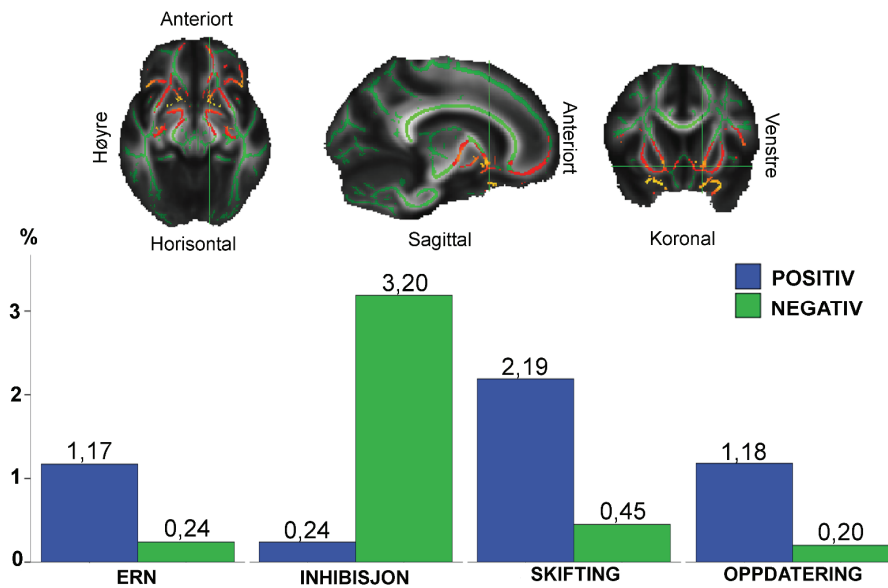 Anteriort
Høyre
Anteriort
Venstre
Horisontal
Sagittal
Koronal
%
POSITIV
NEGATIV
3
2
1
0
1,17
0,24
0,24
3,20
2,19
0,45
1,18
0,20
ERN
INHIBISJON
SKIFTING
OPPDATERING